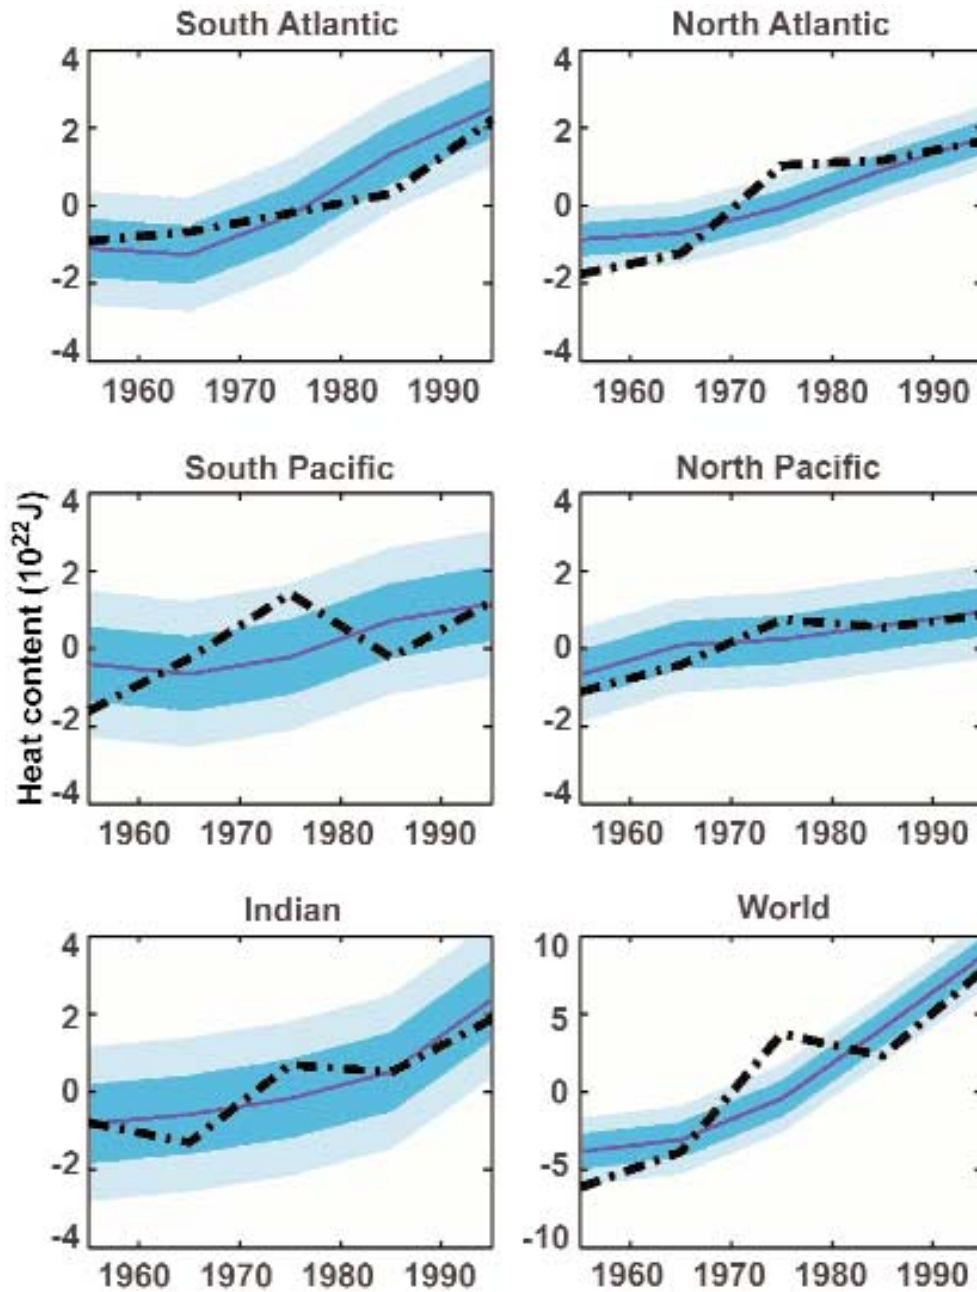 South Atlantic
4
2
0
-2
-4
1960 1970 1980 1990
North Atlantic
4
2
0
-2
-4
1960 1970 1980 1990
Heat content (10²²J)
South Pacific
4
2
0
-2
-4
1960 1970 1980 1990
North Pacific
4
2
0
-2
-4
1960 1970 1980 1990
Indian
4
2
0
-2
-4
1960 1970 1980 1990
World
10
5
0
-5
-10
1960 1970 1980 1990